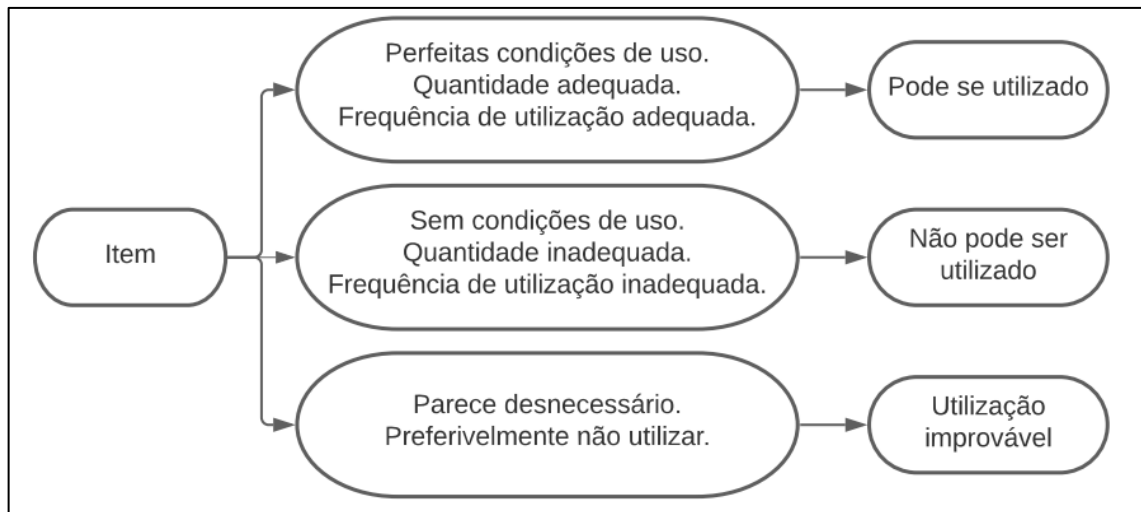 Perfeitas condições de uso.
Quantidade adequada.
Frequência de utilização adequada.
Pode se utilizado
Item
Sem condições de uso.
Quantidade inadequada.
Frequência de utilização inadequada.
Não pode ser
utilizado
Parece desnecessário.
Preferivelmente não utilizar.
Utilização
improvável